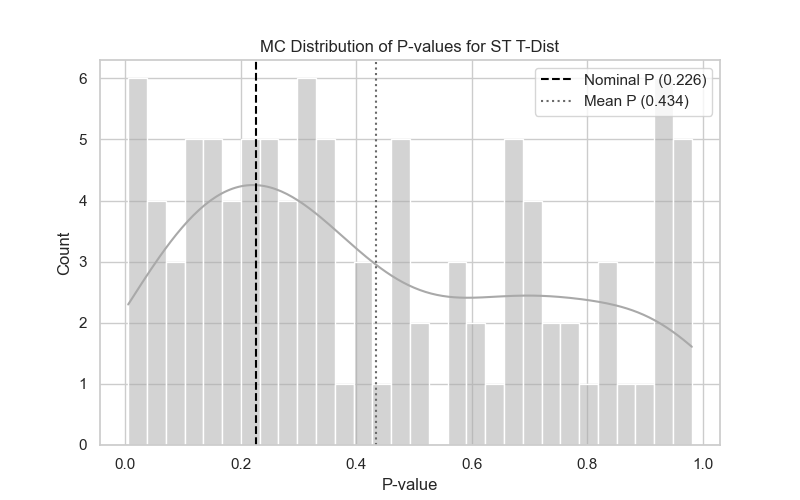 MC Distribution of P-values for ST T-Dist
Nominal P (0.226)
Mean P (0.434)
Count
6
5
4
3
2
1
0
0.0 0.2 0.4 0.6 0.8 1.0
P-value